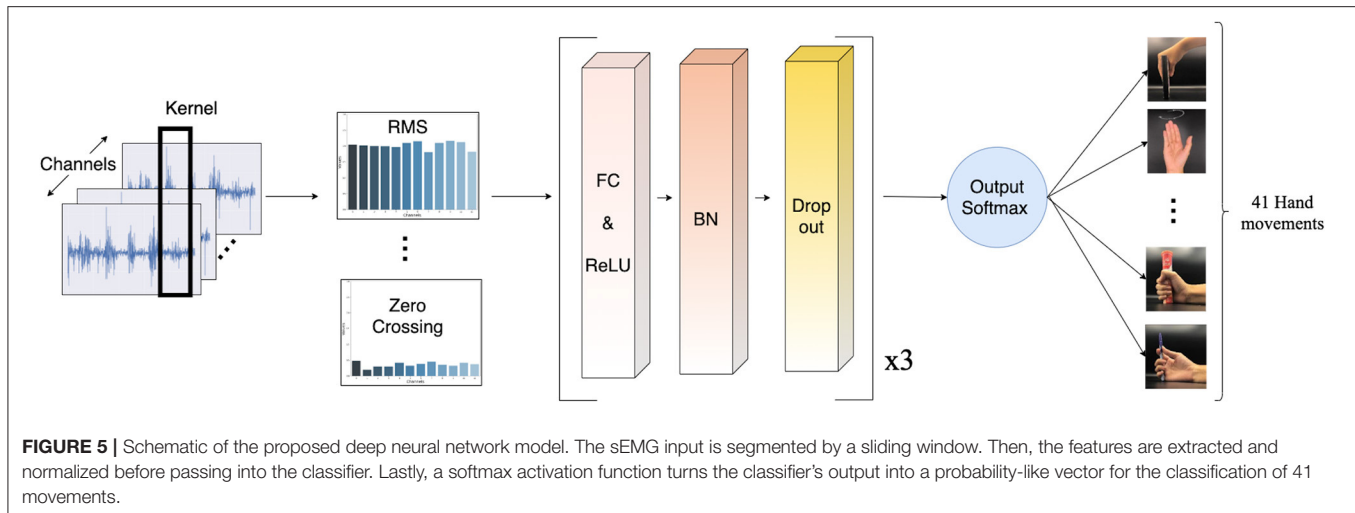 Kernel
Channels
RMS
Channels
Zero
Crossing
Channels
FC
&
ReLU
BN
Drop
out
x3
Output
Softmax
41 Hand
movements
FIGURE 5 | Schematic of the proposed deep neural network model. The sEMG input is segmented by a sliding window. Then, the features are extracted and
normalized before passing into the classifier. Lastly, a softmax activation function turns the classifier's output into a probability-like vector for the classification of 41
movements.